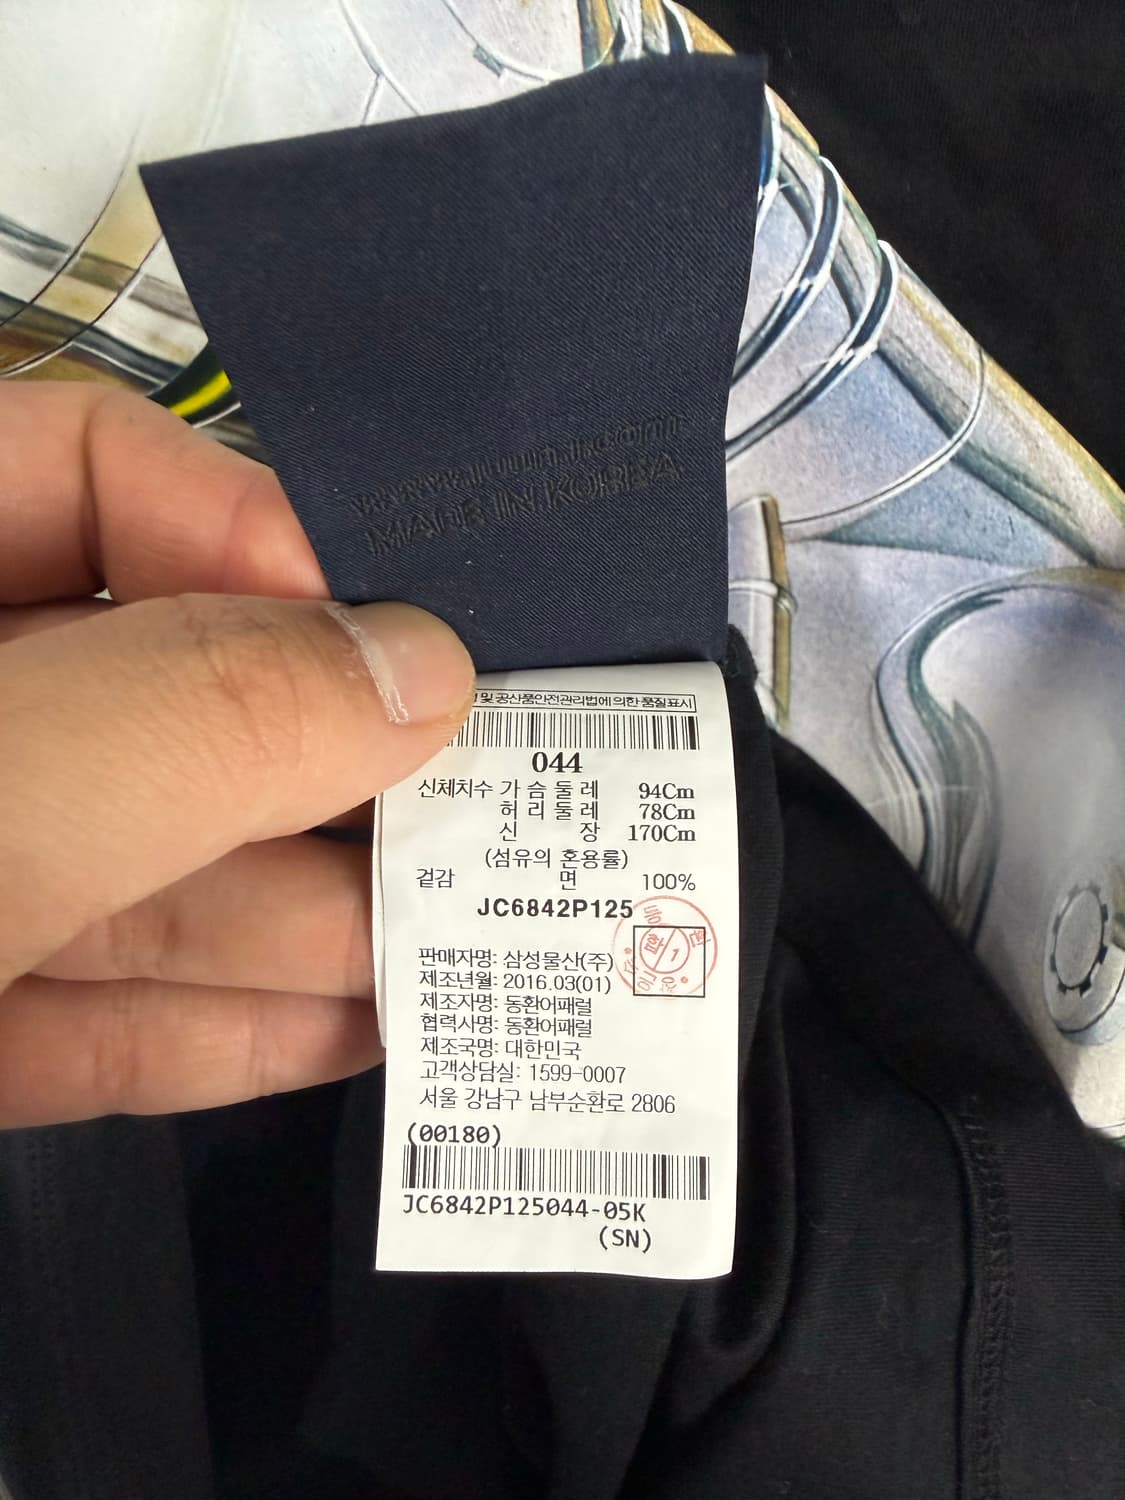 www.juunj.com
MADE IN KOREA
및 공산품안전관리법에 의한 품질표시
044
신체치수 가슴둘레 94Cm
허리둘레 78Cm
신장 170Cm
(섬유의 혼용률)
겉감 면 100%
JC6842P125
합 1
판매자명: 삼성물산(주)
제조년월: 2016.03(01)
제조자명: 동환어패럴
협력사명: 동환어패럴
제조국명: 대한민국
고객상담실: 1599-0007
서울 강남구 남부순환로 2806
(00180)
JC6842P125044-05K
(SN)